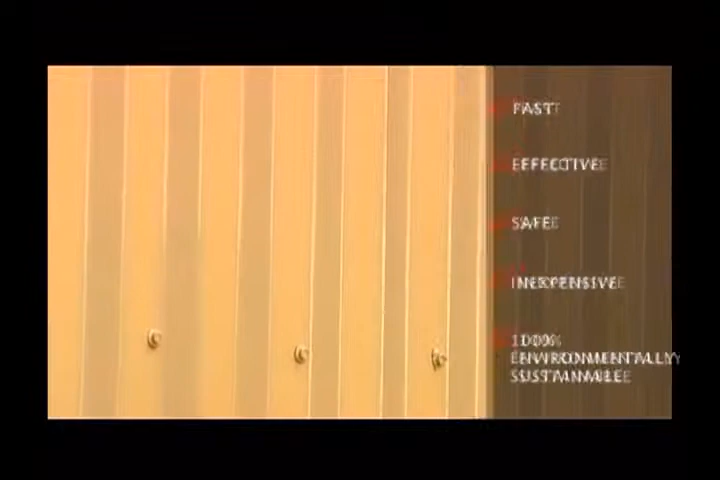 FAST
EFFECTIVE
SAFE
INEXPENSIVE
100%
ENVIRONMENTALLY
SUSTAINABLE